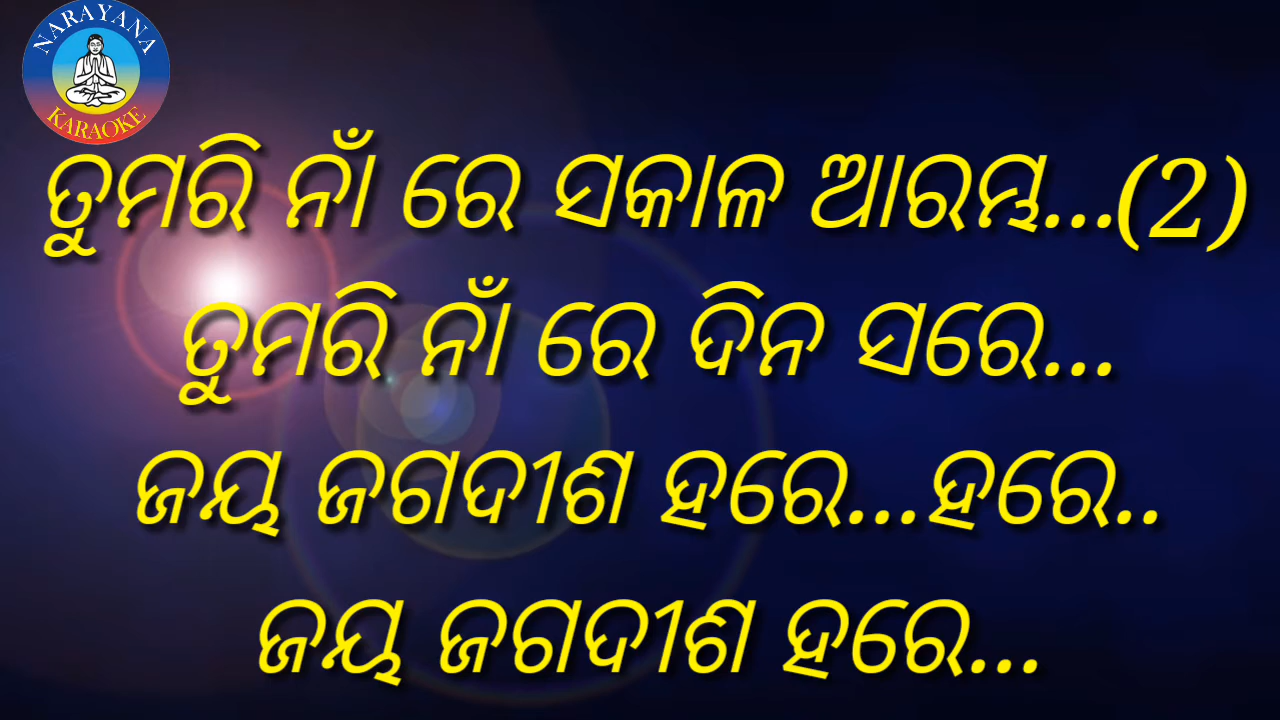 NARAYANA
KARAOKE
ତୁମରି ନାଁ ରେ ସକାଳ ଆରମ୍ଭ...(2)
ତୁମରି ନାଁ ରେ ଦିନ ସରେ...
ଜୟ ଜଗଦୀଶ ହରେ...ହରେ..
ଜୟ ଜଗଦୀଶ ହରେ...